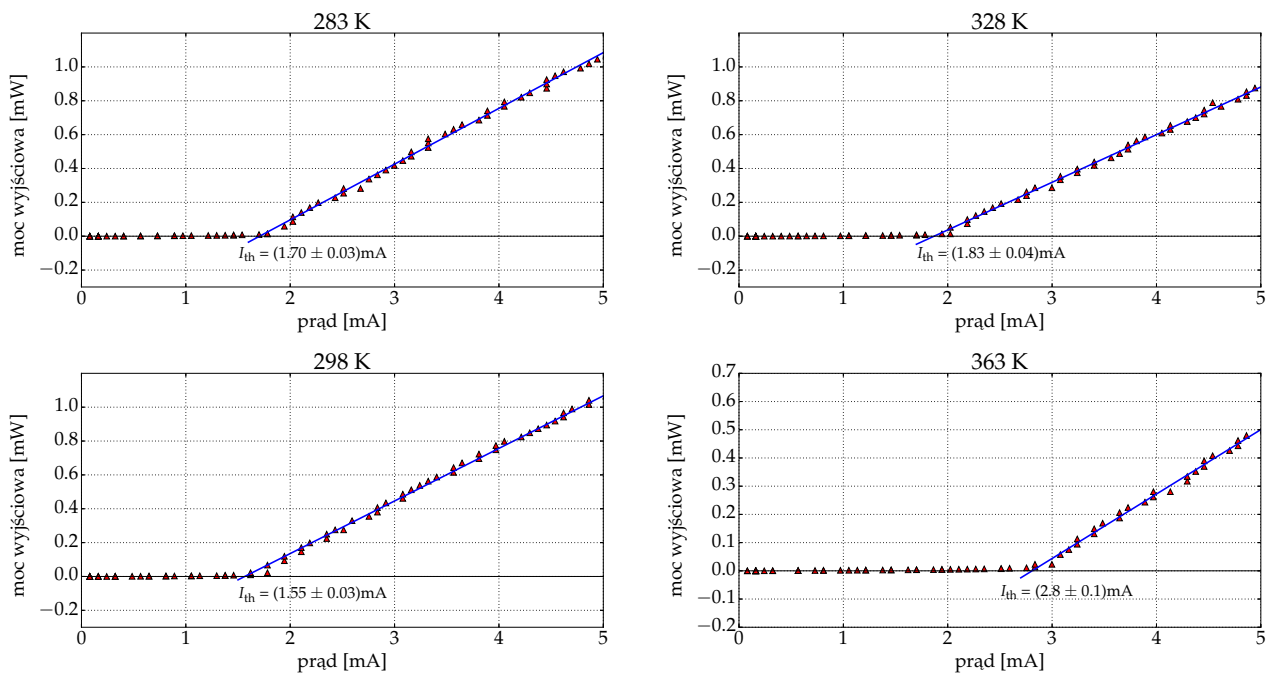 283 K
moc wyjściowa [mW]
1.0
0.8
0.6
0.4
0.2
0.0
−0.2
I_th = (1.70 ± 0.03)mA
0 1 2 3 4 5
prąd [mA]
328 K
moc wyjściowa [mW]
1.0
0.8
0.6
0.4
0.2
0.0
−0.2
I_th = (1.83 ± 0.04)mA
0 1 2 3 4 5
prąd [mA]
298 K
moc wyjściowa [mW]
1.0
0.8
0.6
0.4
0.2
0.0
−0.2
I_th = (1.55 ± 0.03)mA
0 1 2 3 4 5
prąd [mA]
363 K
moc wyjściowa [mW]
0.7
0.6
0.5
0.4
0.3
0.2
0.1
0.0
−0.1
−0.2
I_th = (2.8 ± 0.1)mA
0 1 2 3 4 5
prąd [mA]